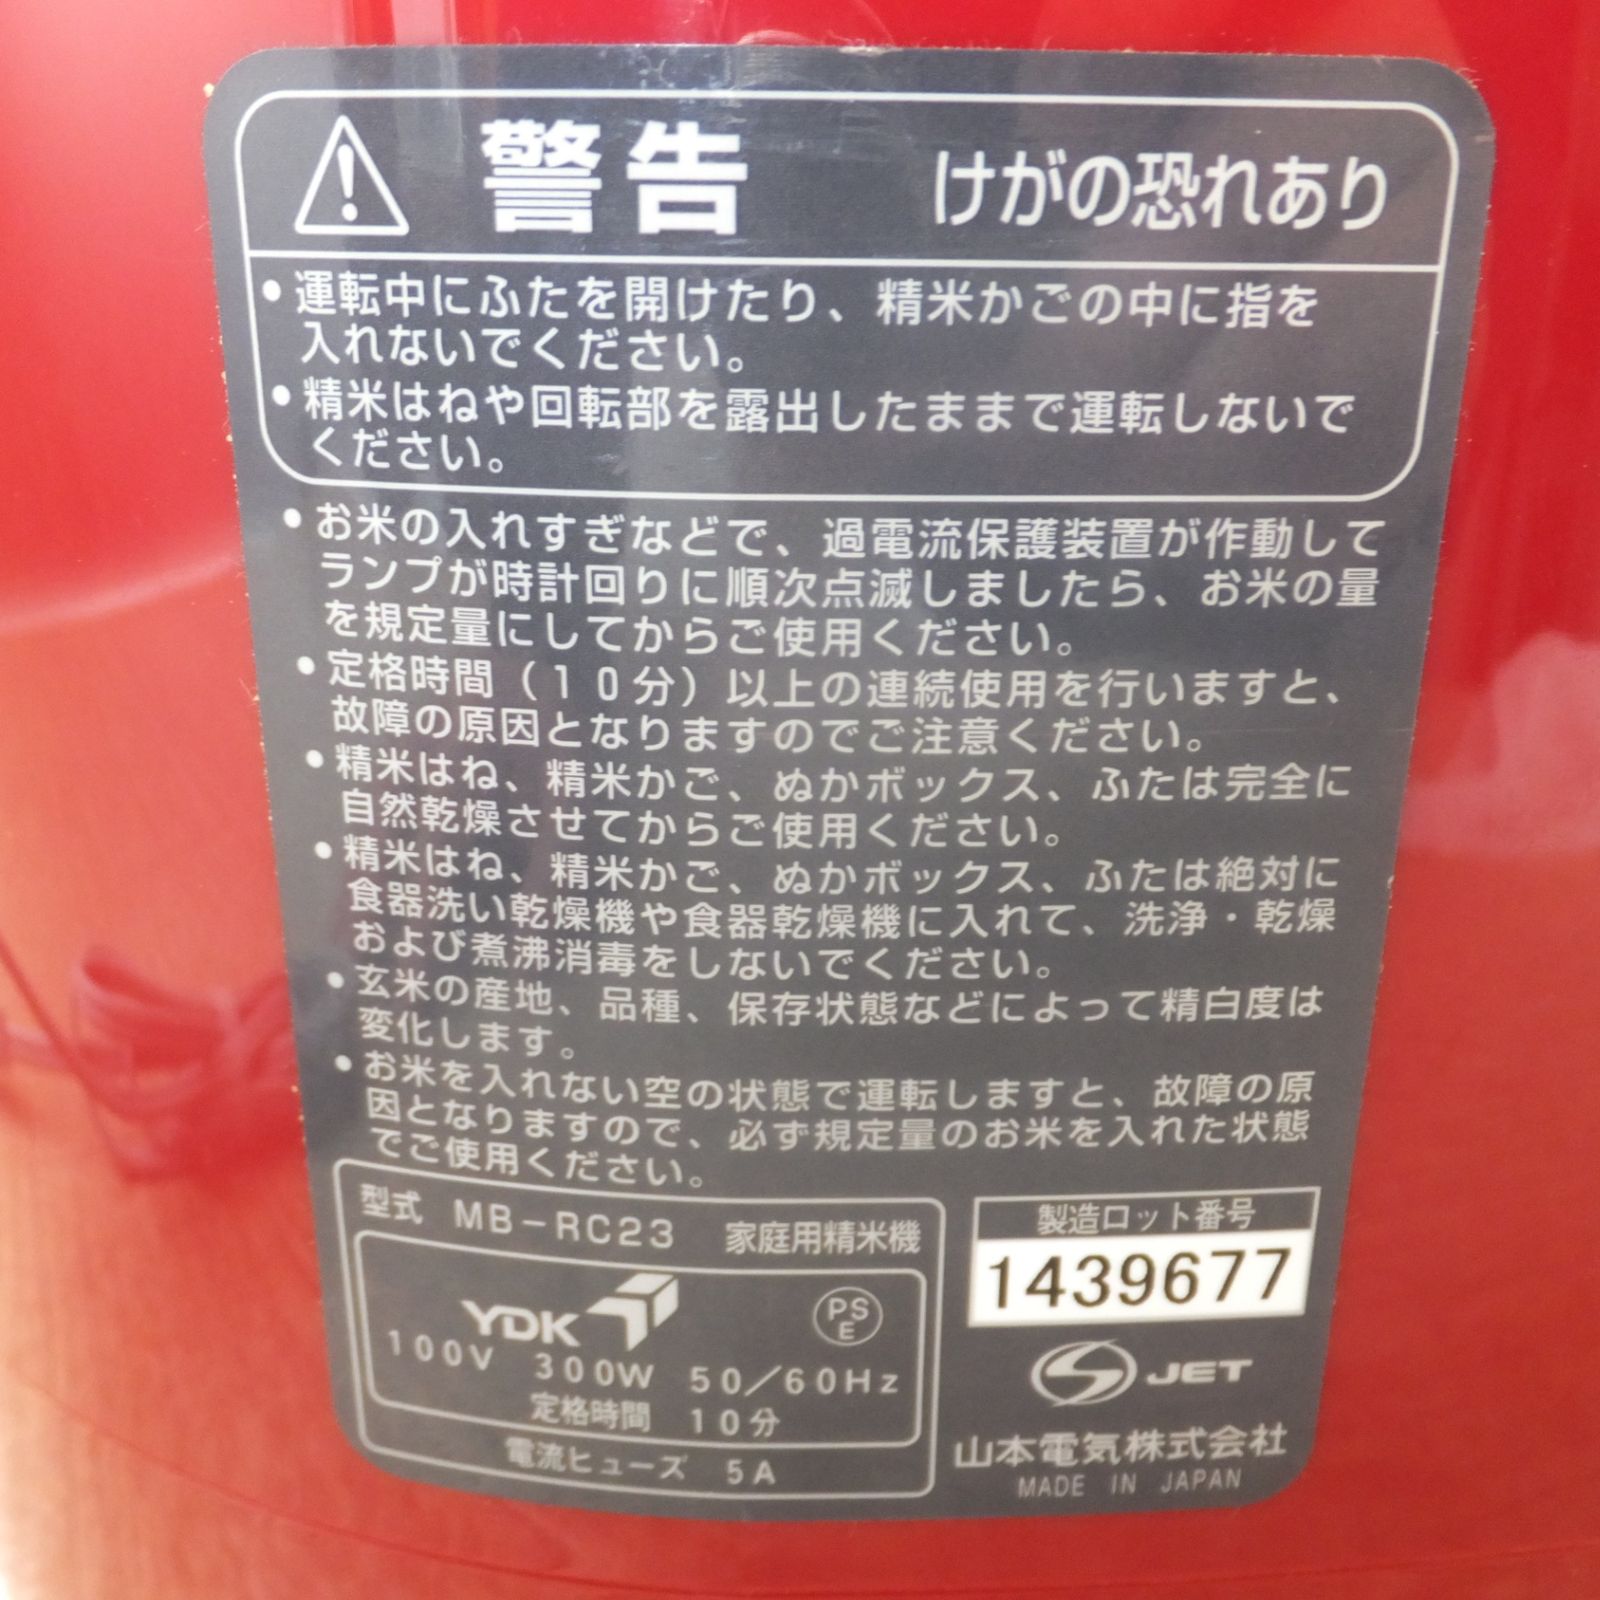 警告 けがの恐れあり
•運転中にふたを開けたり、精米かごの中に指を
入れないでください。
•精米はねや回転部を露出したままで運転しないで
ください。
•お米の入れすぎなどで、過電流保護装置が作動して
ランプが時計回りに順次点滅しましたら、お米の量
を規定量にしてからご使用ください。
•定格時間（10分）以上の連続使用を行いますと、
故障の原因となりますのでご注意ください。
•精米はね、精米かご、ぬかボックス、ふたは完全に
自然乾燥させてからご使用ください。
•精米はね、精米かご、ぬかボックス、ふたは絶対に
食器洗い乾燥機や食器乾燥機に入れて、洗浄・乾燥
および煮沸消毒をしないでください。
•玄米の産地、品種、保存状態などによって精白度は
変化します。
•お米を入れない空の状態で運転しますと、故障の原
因となりますので、必ず規定量のお米を入れた状態
でご使用ください。
型式 MB-RC23 家庭用精米機
YDK
PS
E
100V 300W 50/60Hz
定格時間 10分
電流ヒューズ 5A
製造ロット番号
1439677
JET
山本電気株式会社
MADE IN JAPAN